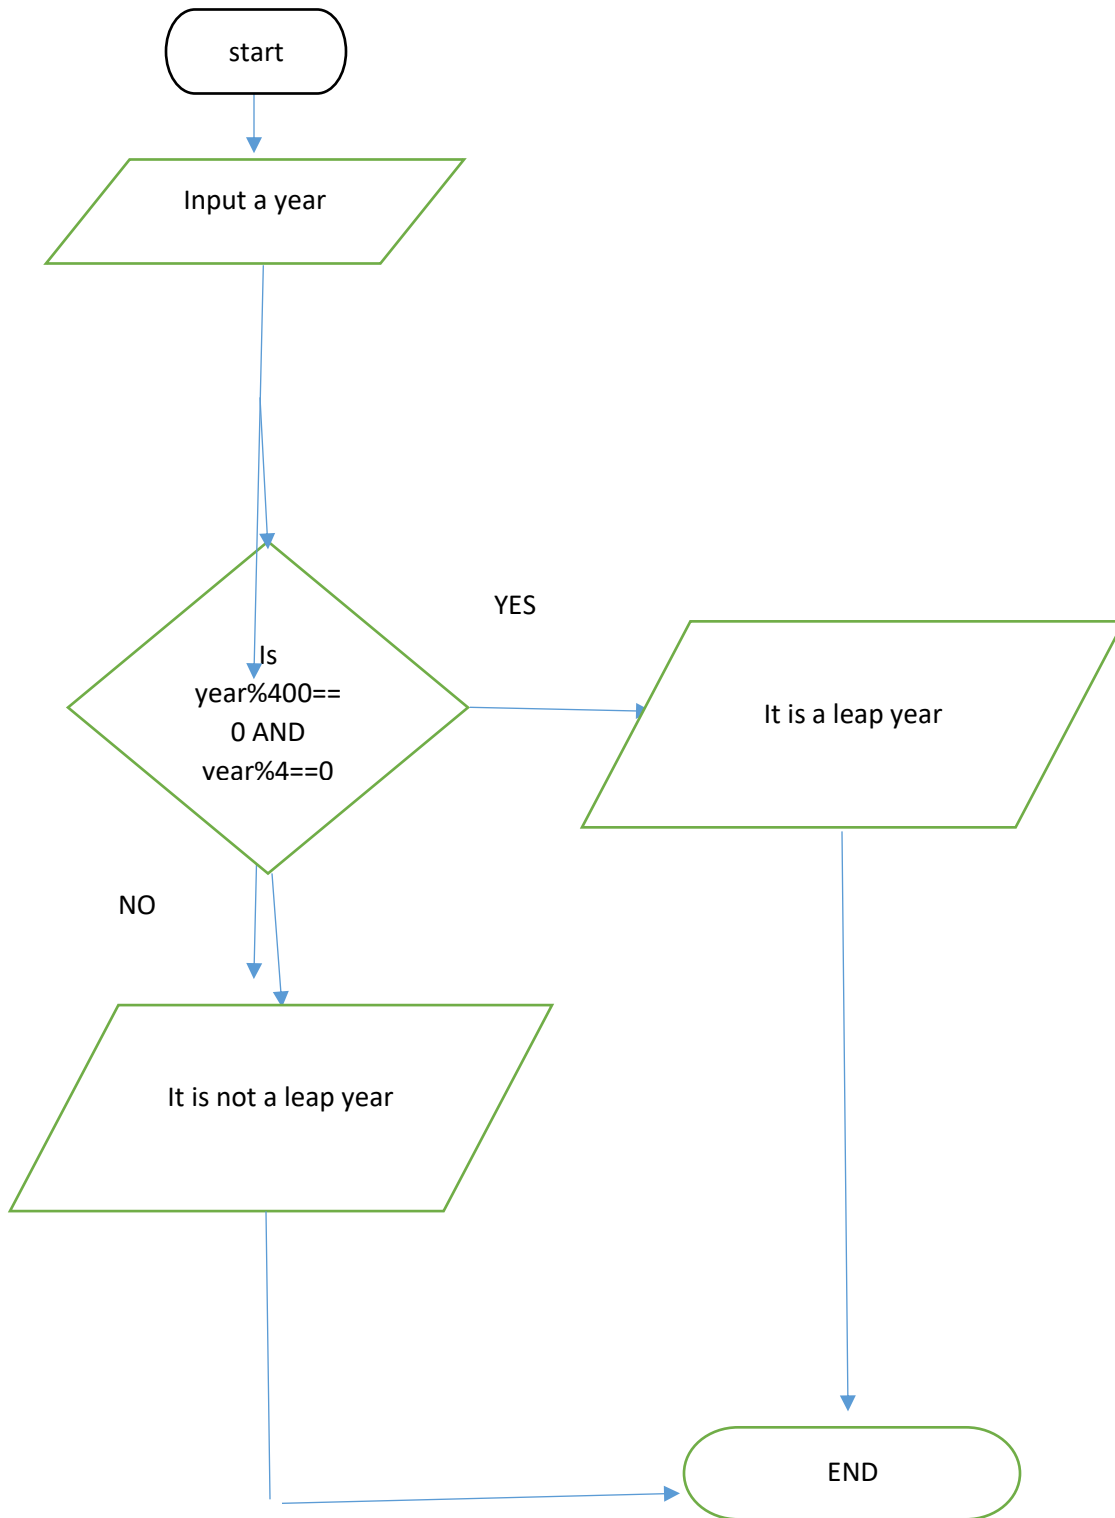 start
Input a year
YES
Is
year%400==
0 AND
year%4==0
It is a leap year
NO
It is not a leap year
END